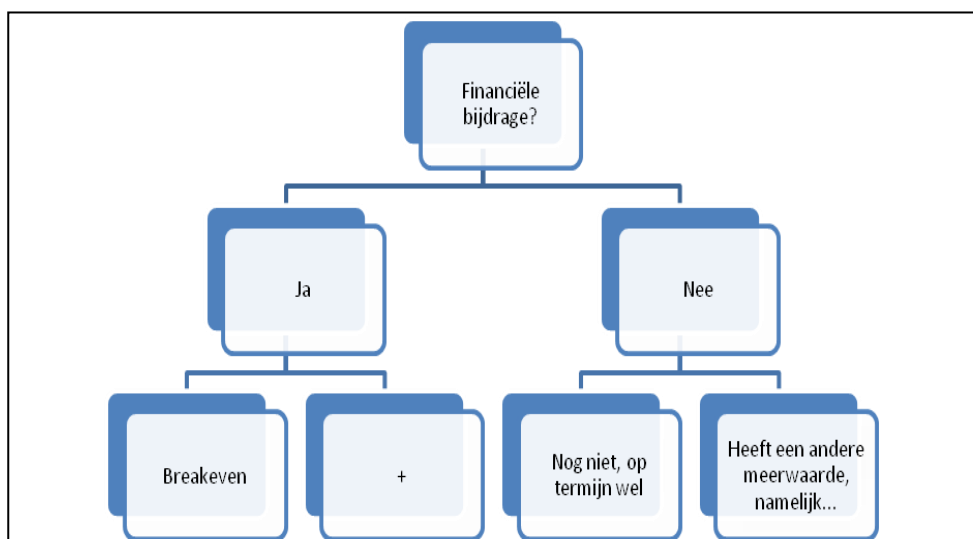 Financiële
bijdrage?
Ja
Nee
Breakeven
+
Nog niet, op
termijn wel
Heeft een andere
meerwaarde,
namelijk...